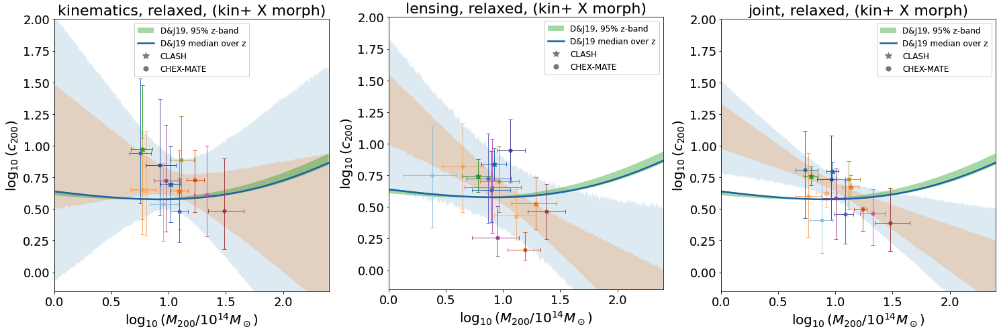 kinematics, relaxed, (kin+ X morph)
D&J19, 95% z-band
D&J19 median over z
CLASH
CHEX-MATE
log₁₀ (c₂₀₀)
2.00
1.75
1.50
1.25
1.00
0.75
0.50
0.25
0.00
0.0 0.5 1.0 1.5 2.0
log₁₀ (M₂₀₀/10¹⁴M⊙)
lensing, relaxed, (kin+ X morph)
D&J19, 95% z-band
D&J19 median over z
CLASH
CHEX-MATE
log₁₀ (c₂₀₀)
2.00
1.75
1.50
1.25
1.00
0.75
0.50
0.25
0.00
0.0 0.5 1.0 1.5 2.0
log₁₀ (M₂₀₀/10¹⁴M⊙)
joint, relaxed, (kin+ X morph)
D&J19, 95% z-band
D&J19 median over z
CLASH
CHEX-MATE
log₁₀ (c₂₀₀)
2.00
1.75
1.50
1.25
1.00
0.75
0.50
0.25
0.00
0.0 0.5 1.0 1.5 2.0
log₁₀ (M₂₀₀/10¹⁴M⊙)